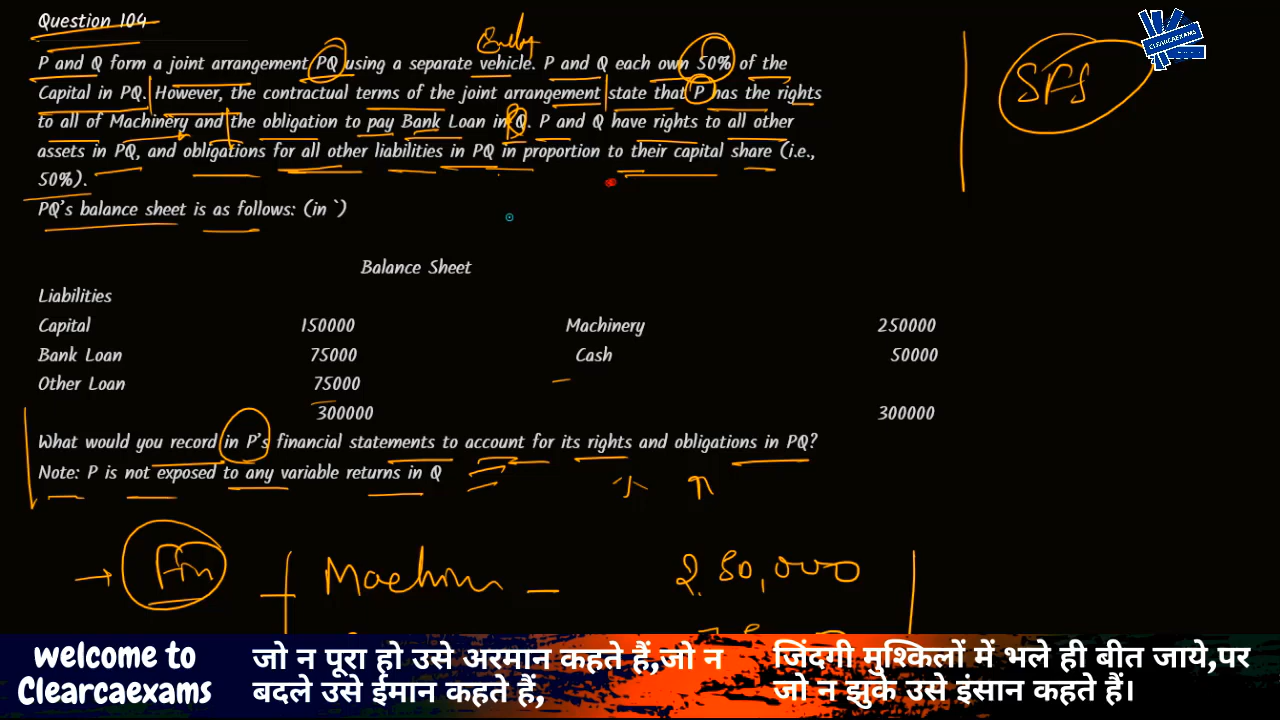 Question 104
P and Q form a joint arrangement PQ using a separate vehicle. P and Q each own 50% of the
Capital in PQ. However, the contractual terms of the joint arrangement state that P has the rights
to all of Machinery and the obligation to pay Bank Loan in Q. P and Q have rights to all other
assets in PQ, and obligations for all other liabilities in PQ in proportion to their capital share (i.e.,
50%).
PQ's balance sheet is as follows: (in `)
SFS
CLEARCAEXAMS
Balance Sheet
Liabilities
Capital 150000 Machinery 250000
Bank Loan 75000 Cash 50000
Other Loan 75000
300000 300000
What would you record in P's financial statements to account for its rights and obligations in PQ?
Note: P is not exposed to any variable returns in Q
welcome to
Clearcaexams
जो न पूरा हो उसे अरमान कहते हैं,जो न
बदले उसे ईमान कहते हैं,
जिंदगी मुश्किलों में भले ही बीत जाये,पर
जो न झुके उसे इंसान कहते हैं।